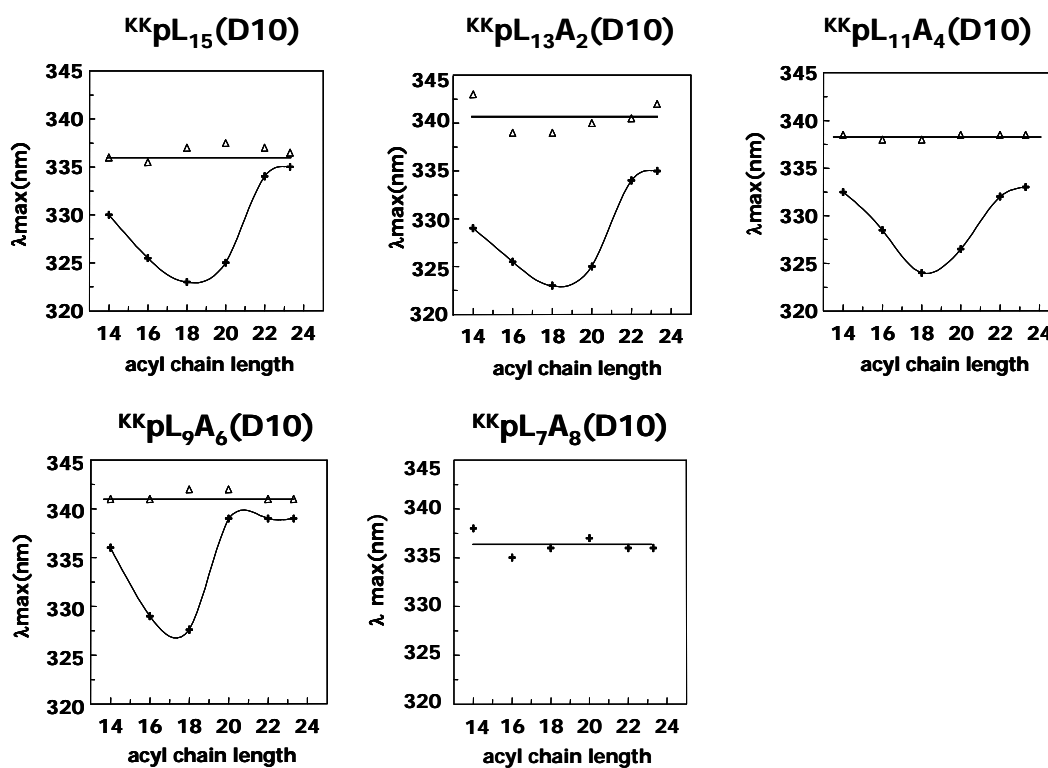 KKpL15(D10)
345
340
335
330
325
320
λmax(nm)
14 16 18 20 22 24
acyl chain length
KKpL13A2(D10)
345
340
335
330
325
320
λmax(nm)
14 16 18 20 22 24
acyl chain length
KKpL11A4(D10)
345
340
335
330
325
320
λmax(nm)
14 16 18 20 22 24
acyl chain length
KKpL9A6(D10)
345
340
335
330
325
320
λmax(nm)
14 16 18 20 22 24
acyl chain length
KKpL7A8(D10)
345
340
335
330
325
320
λ max(nm)
14 16 18 20 22 24
acyl chain length